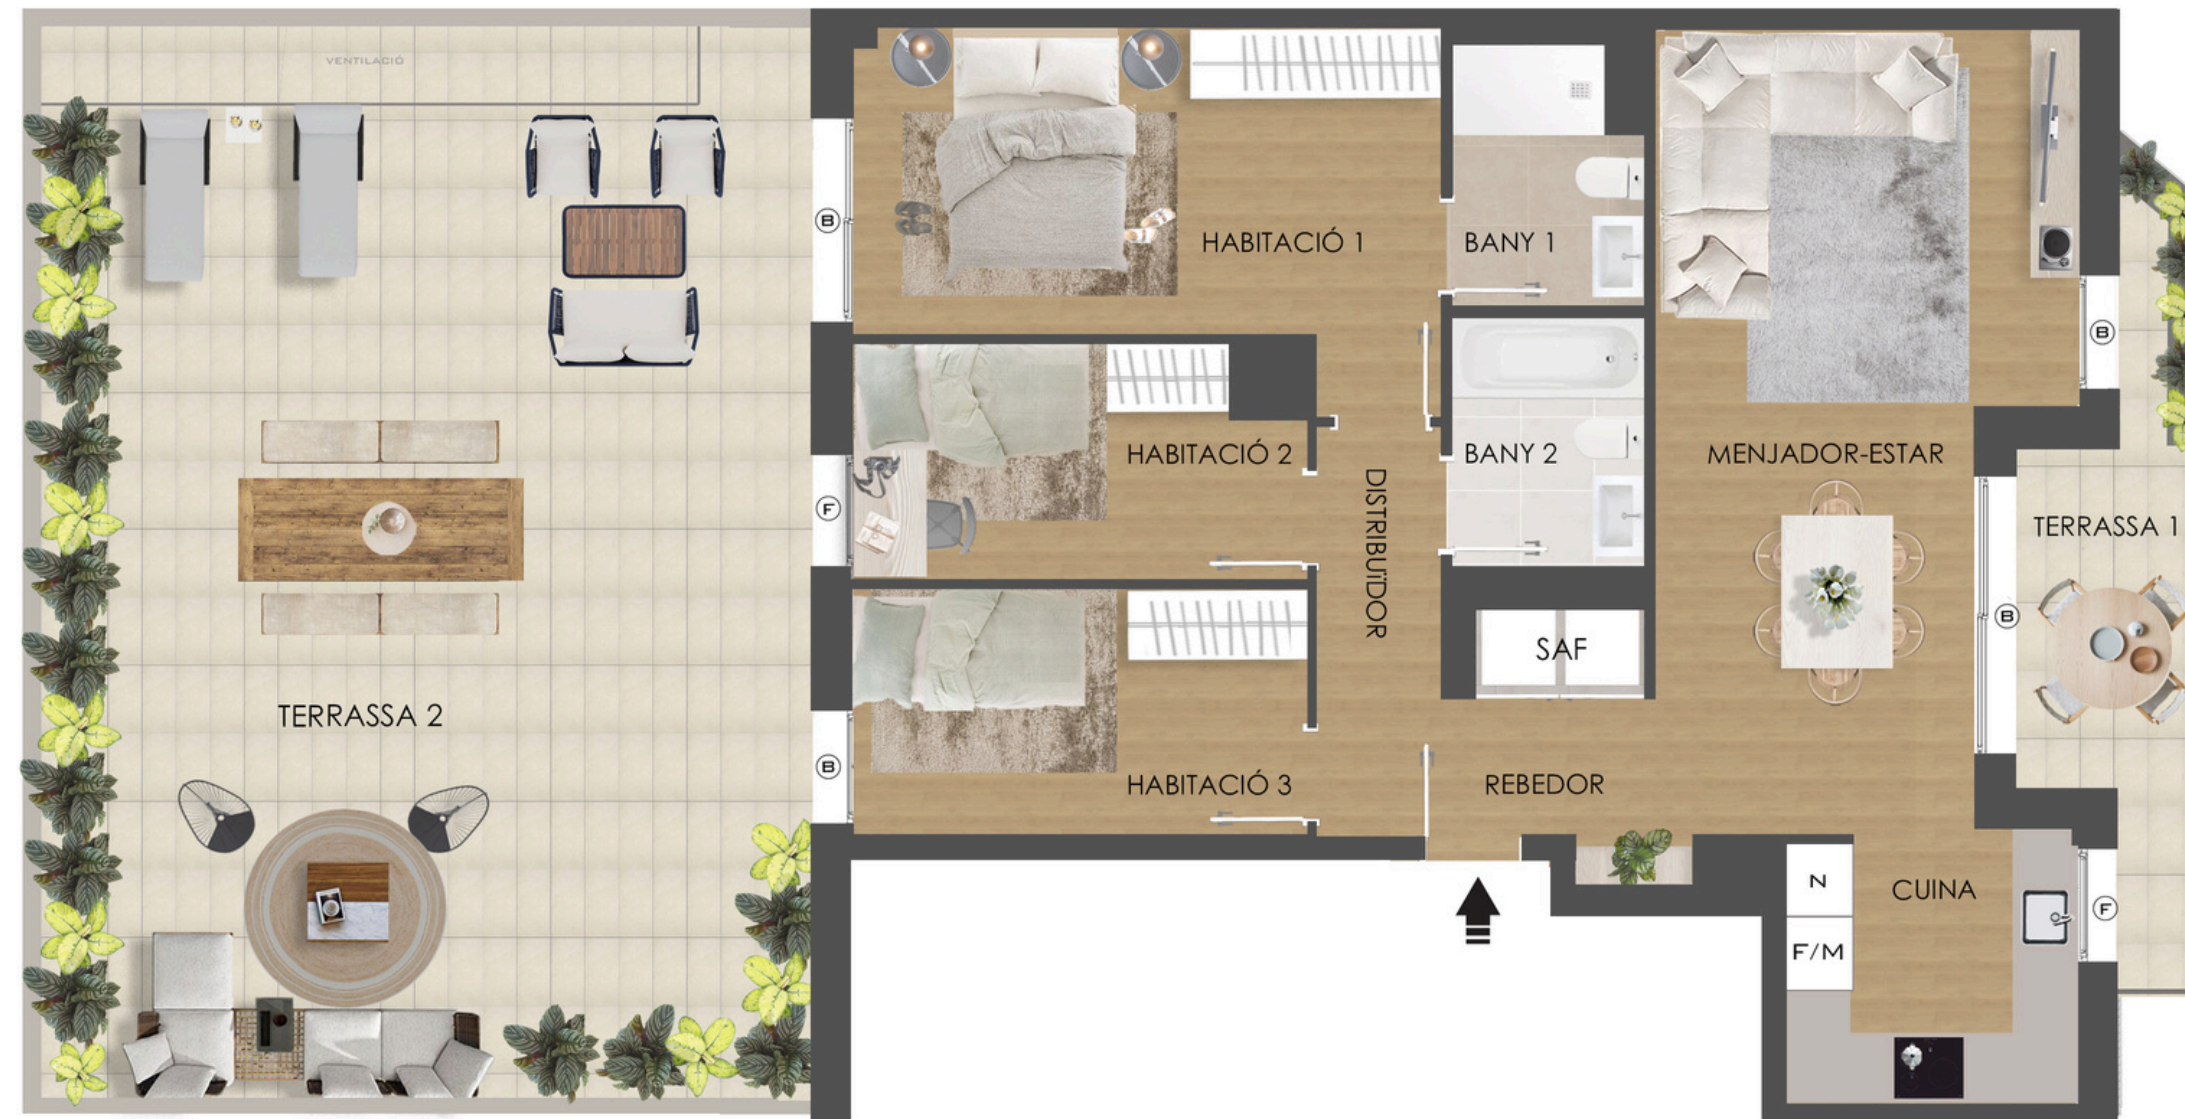 VENTILACIÓ
HABITACIÓ 1
BANY 1
B
B
HABITACIÓ 2
BANY 2
MENJADOR-ESTAR
F
DISTRIBUÏDOR
TERRASSA 1
B
SAF
TERRASSA 2
B
HABITACIÓ 3
REBEDOR
N
CUINA
F
F/M